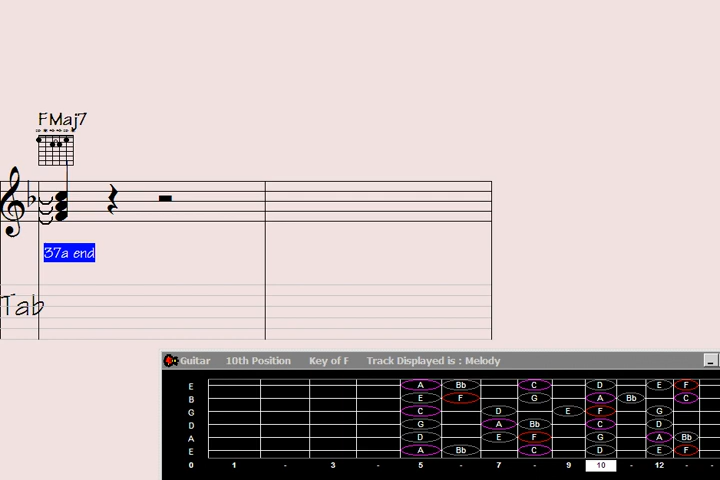 FMaj7
37a end
Tab
Guitar 10th Position Key of F Track Displayed is : Melody
E A Bb C D E F
B E F G A Bb C
G C D E F G
D G A Bb C D
A D E F G A Bb
E A Bb C D E F
0 1 - 3 - 5 - 7 - 9 10 - 12 -